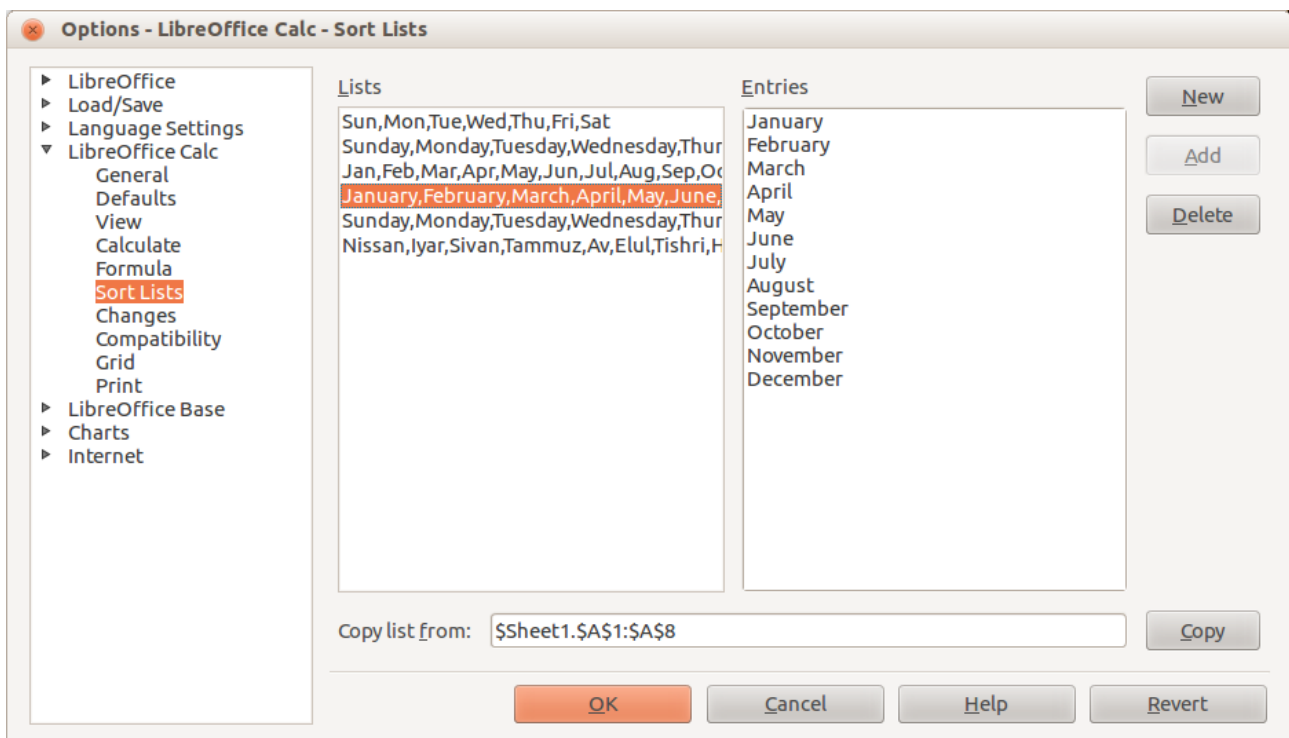 Options - LibreOffice Calc - Sort Lists
LibreOffice
Load/Save
Language Settings
LibreOffice Calc
General
Defaults
View
Calculate
Formula
Sort Lists
Changes
Compatibility
Grid
Print
LibreOffice Base
Charts
Internet
Lists
Sun,Mon,Tue,Wed,Thu,Fri,Sat
Sunday,Monday,Tuesday,Wednesday,Thur
Jan,Feb,Mar,Apr,May,Jun,Jul,Aug,Sep,Oc
January,February,March,April,May,June,
Sunday,Monday,Tuesday,Wednesday,Thur
Nissan,Iyar,Sivan,Tammuz,Av,Elul,Tishri,H
Entries
January
February
March
April
May
June
July
August
September
October
November
December
New
Add
Delete
Copy list from:
$Sheet1.$A$1:$A$8
Copy
OK
Cancel
Help
Revert